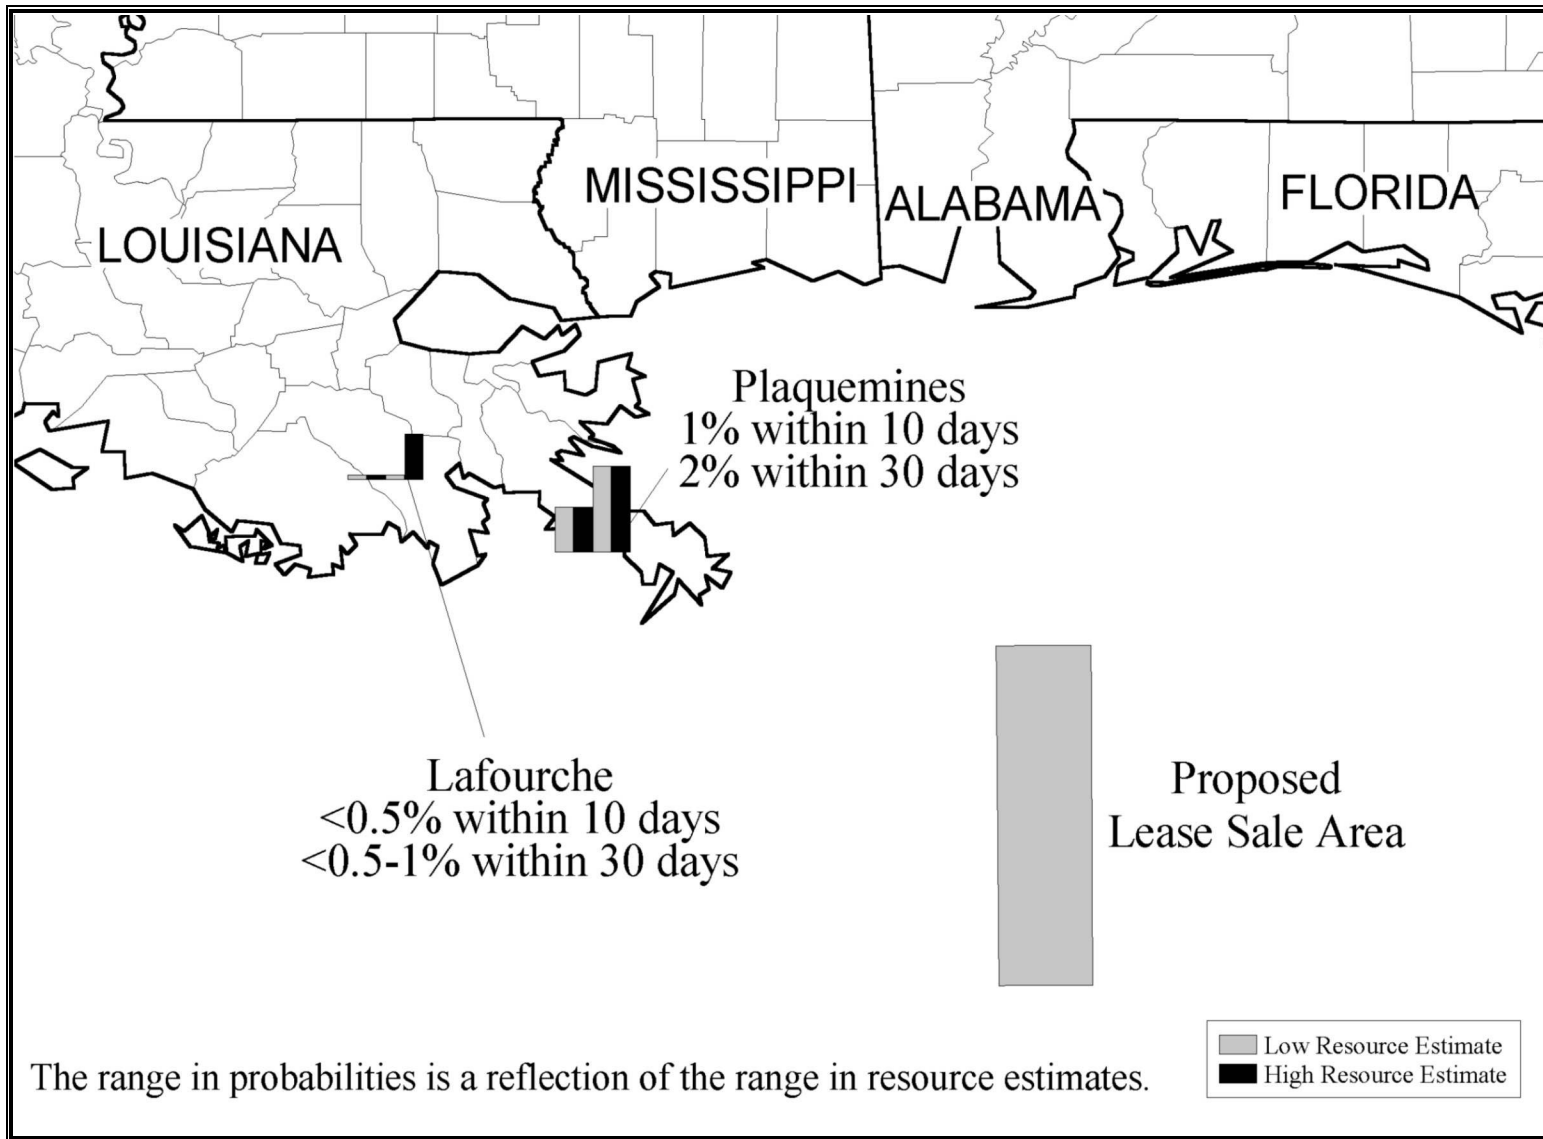 MISSISSIPPI
ALABAMA
FLORIDA
LOUISIANA
Plaquemines
1% within 10 days
2% within 30 days
Lafourche
<0.5% within 10 days
<0.5-1% within 30 days
Proposed
Lease Sale Area
Low Resource Estimate
High Resource Estimate
The range in probabilities is a reflection of the range in resource estimates.